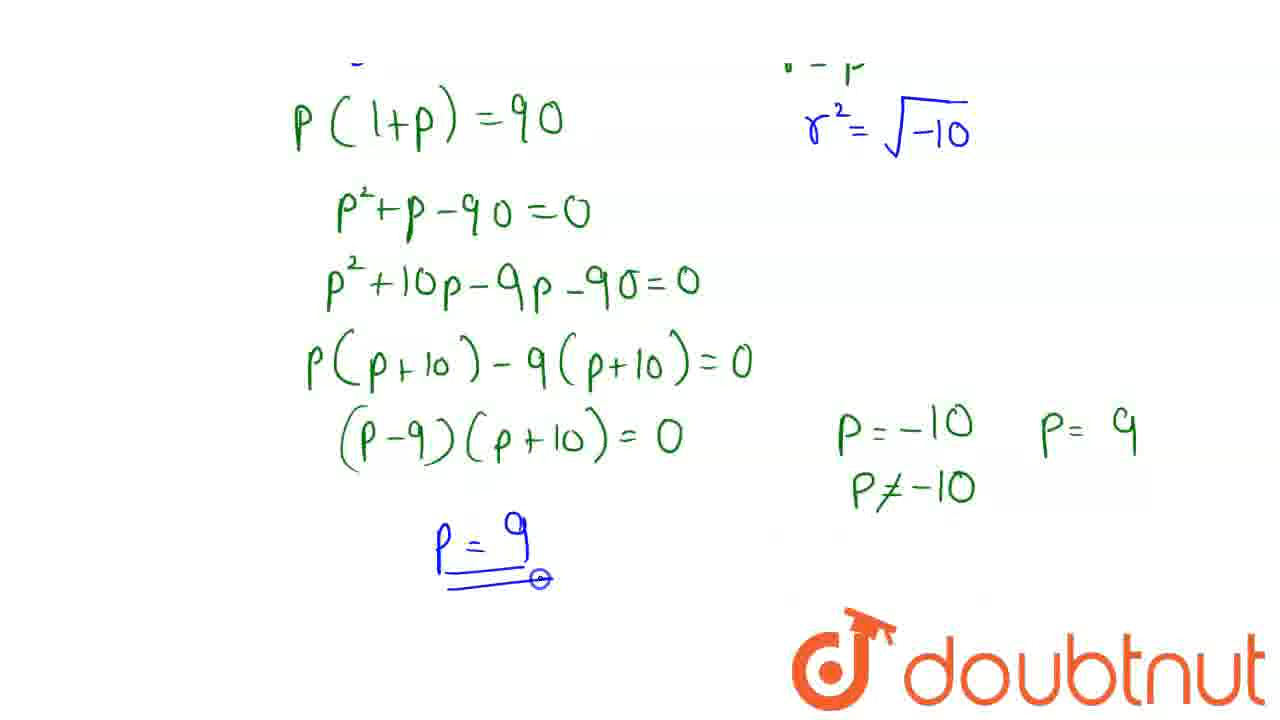 p(1+p) = 90
r² = √-10
p²+p-90=0
p²+10p-9p-90=0
p(p+10)-9(p+10)=0
(p-9)(p+10)=0
p=-10 p=9
p≠-10
p=9
doubtnut